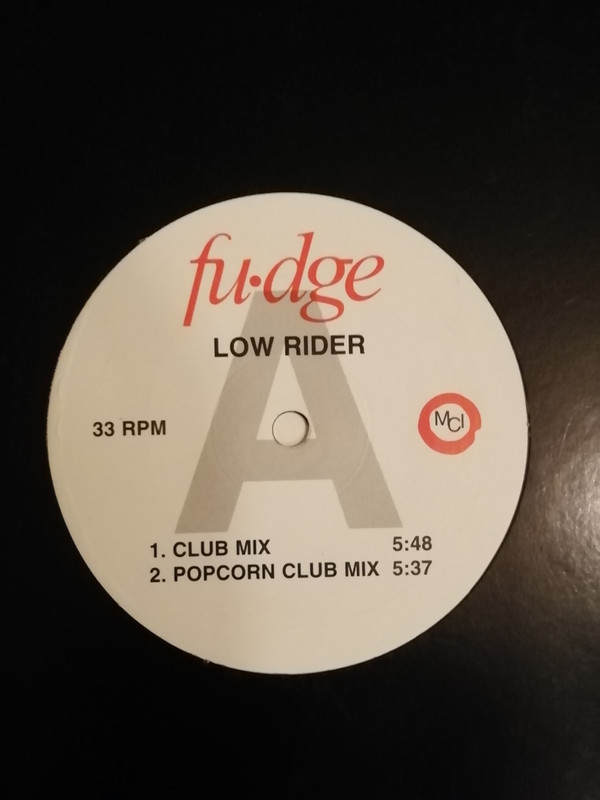 fu·dge
LOW RIDER
33 RPM
MCI
A
1. CLUB MIX 5:48
2. POPCORN CLUB MIX 5:37